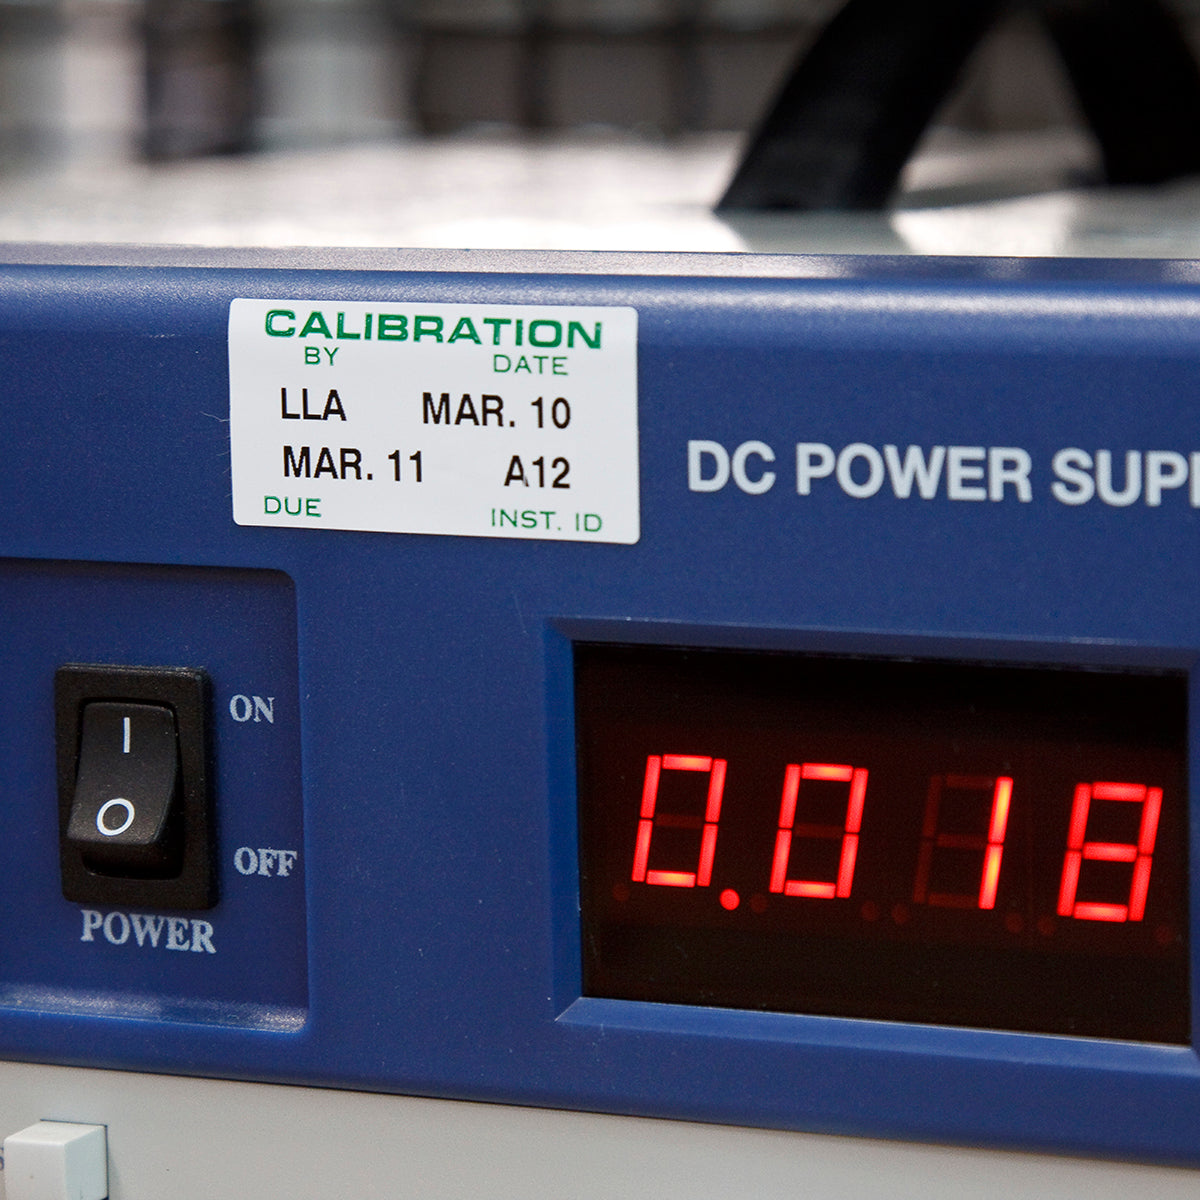 CALIBRATION
BY DATE
LLA MAR. 10
MAR. 11 A12
DUE INST. ID
DC POWER
ON
OFF
POWER
0.018